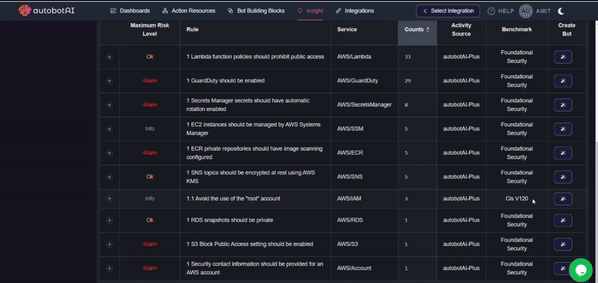 autobotAI
Dashboards
Action Resources
Bot Building Blocks
Insight
Integrations
Select integration
HELP
AC
AMIT
Maximum Risk
Level
Rule
Service
Counts
Activity
Source
Benchmark
Create
Bot
Ok
1 Lambda function policies should prohibit public access
AWS/Lambda
33
autobotAI-Plus
Foundational
Security
Alarm
1 GuardDuty should be enabled
AWS/GuardDuty
29
autobotAI-Plus
Foundational
Security
Alarm
1 Secrets Manager secrets should have automatic
rotation enabled
AWS/SecretsManager
8
autobotAI-Plus
Foundational
Security
Info
1 EC2 instances should be managed by AWS Systems
Manager
AWS/SSM
5
autobotAI-Plus
Foundational
Security
Alarm
1 ECR private repositories should have image scanning
configured
AWS/ECR
5
autobotAI-Plus
Foundational
Security
Ok
1 SNS topics should be encrypted at rest using AWS
KMS
AWS/SNS
5
autobotAI-Plus
Foundational
Security
Info
1.1 Avoid the use of the "root" account
AWS/IAM
3
autobotAI-Plus
Cis V120
Ok
1 RDS snapshots should be private
AWS/RDS
1
autobotAI-Plus
Foundational
Security
Alarm
1 S3 Block Public Access setting should be enabled
AWS/S3
1
autobotAI-Plus
Foundational
Security
Alarm
1 Security contact information should be provided for an
AWS account
AWS/Account
1
autobotAI-Plus
Foundational
Security